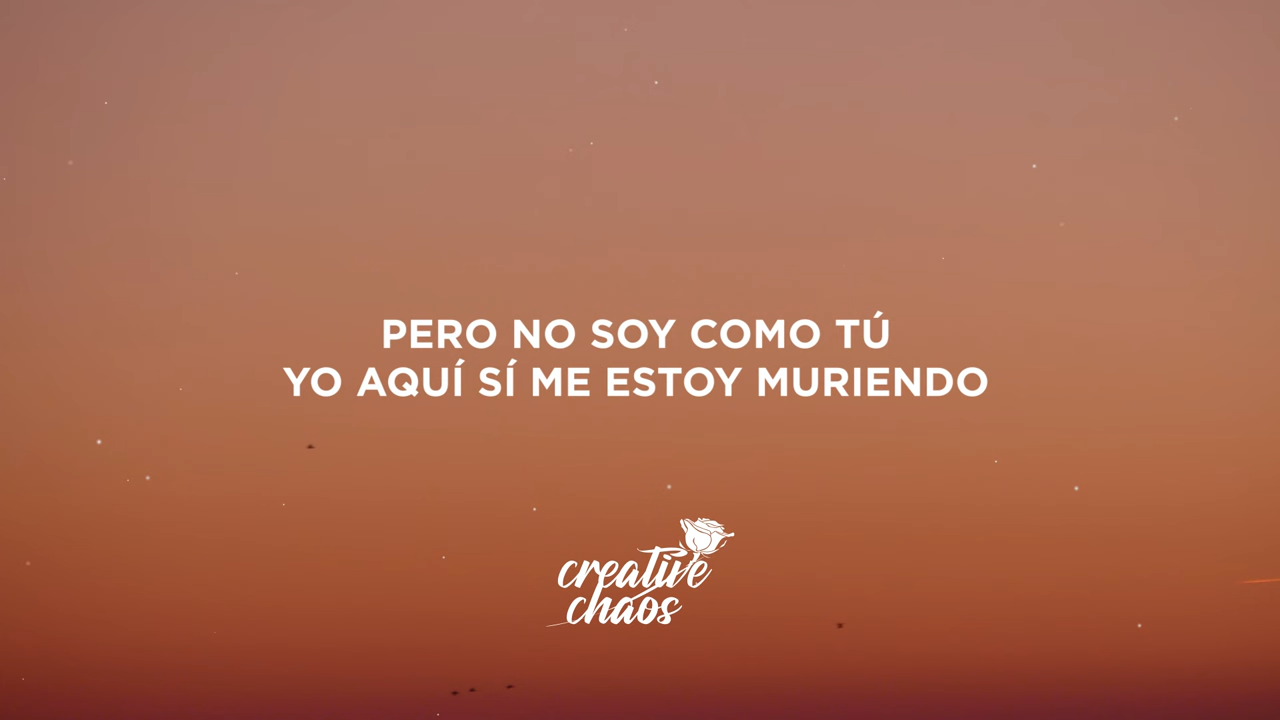 PERO NO SOY COMO TÚ
YO AQUÍ SÍ ME ESTOY MURIENDO
creative
chaos